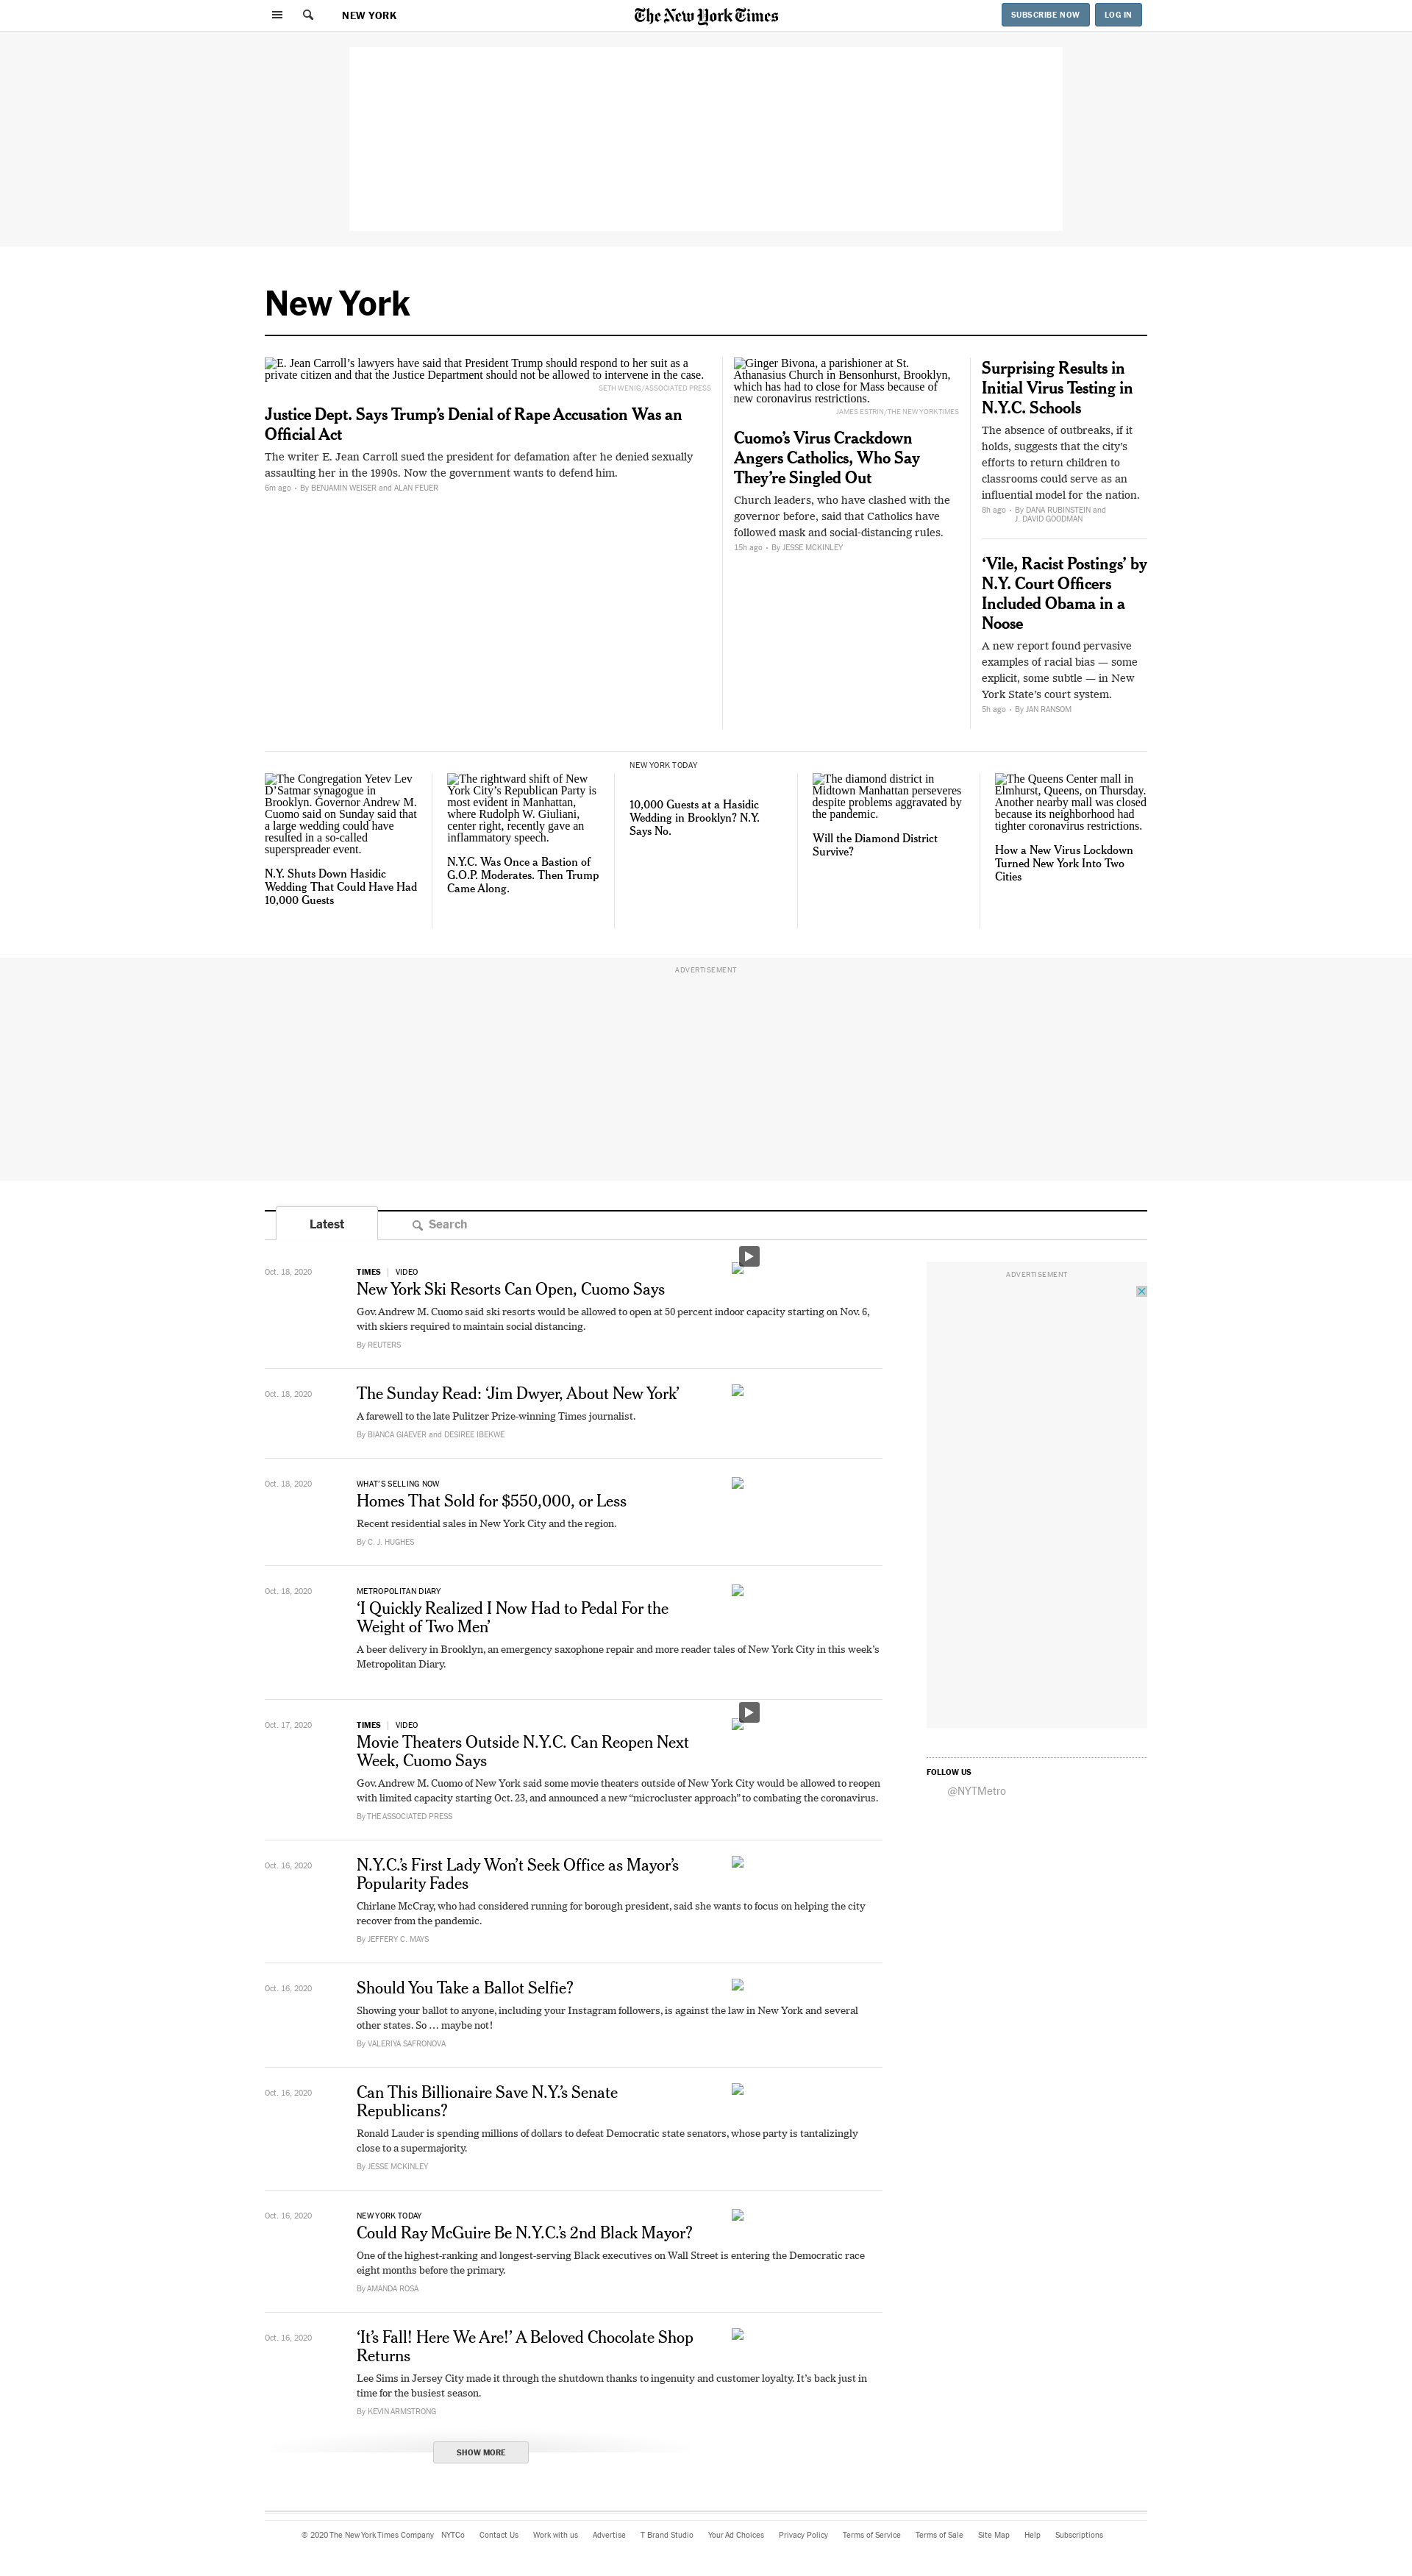 NEW YORK
The New York Times
SUBSCRIBE NOW
LOG IN
New York
E. Jean Carroll’s lawyers have said that President Trump should respond to her suit as a
private citizen and that the Justice Department should not be allowed to intervene in the case.
SETH WENIG/ASSOCIATED PRESS
Justice Dept. Says Trump’s Denial of Rape Accusation Was an
Official Act
The writer E. Jean Carroll sued the president for defamation after he denied sexually
assaulting her in the 1990s. Now the government wants to defend him.
6m ago • By BENJAMIN WEISER and ALAN FEUER
Ginger Bivona, a parishioner at St.
Athanasius Church in Bensonhurst, Brooklyn,
which has had to close for Mass because of
new coronavirus restrictions.
JAMES ESTRIN/THE NEW YORK TIMES
Cuomo’s Virus Crackdown
Angers Catholics, Who Say
They’re Singled Out
Church leaders, who have clashed with the
governor before, said that Catholics have
followed mask and social-distancing rules.
15h ago • By JESSE MCKINLEY
Surprising Results in
Initial Virus Testing in
N.Y.C. Schools
The absence of outbreaks, if it
holds, suggests that the city’s
efforts to return children to
classrooms could serve as an
influential model for the nation.
8h ago • By DANA RUBINSTEIN and
J. DAVID GOODMAN
‘Vile, Racist Postings’ by
N.Y. Court Officers
Included Obama in a
Noose
A new report found pervasive
examples of racial bias — some
explicit, some subtle — in New
York State’s court system.
5h ago • By JAN RANSOM
The Congregation Yetev Lev
D’Satmar synagogue in
Brooklyn. Governor Andrew M.
Cuomo said on Sunday said that
a large wedding could have
resulted in a so-called
superspreader event.
N.Y. Shuts Down Hasidic
Wedding That Could Have Had
10,000 Guests
The rightward shift of New
York City’s Republican Party is
most evident in Manhattan,
where Rudolph W. Giuliani,
center right, recently gave an
inflammatory speech.
N.Y.C. Was Once a Bastion of
G.O.P. Moderates. Then Trump
Came Along.
NEW YORK TODAY
10,000 Guests at a Hasidic
Wedding in Brooklyn? N.Y.
Says No.
The diamond district in
Midtown Manhattan perseveres
despite problems aggravated by
the pandemic.
Will the Diamond District
Survive?
The Queens Center mall in
Elmhurst, Queens, on Thursday.
Another nearby mall was closed
because its neighborhood had
tighter coronavirus restrictions.
How a New Virus Lockdown
Turned New York Into Two
Cities
ADVERTISEMENT
Latest
Search
Oct. 18, 2020
TIMES | VIDEO
New York Ski Resorts Can Open, Cuomo Says
Gov. Andrew M. Cuomo said ski resorts would be allowed to open at 50 percent indoor capacity starting on Nov. 6,
with skiers required to maintain social distancing.
By REUTERS
Oct. 18, 2020
The Sunday Read: ‘Jim Dwyer, About New York’
A farewell to the late Pulitzer Prize-winning Times journalist.
By BIANCA GIAEVER and DESIREE IBEKWE
Oct. 18, 2020
WHAT'S SELLING NOW
Homes That Sold for $550,000, or Less
Recent residential sales in New York City and the region.
By C. J. HUGHES
Oct. 18, 2020
METROPOLITAN DIARY
‘I Quickly Realized I Now Had to Pedal For the
Weight of Two Men’
A beer delivery in Brooklyn, an emergency saxophone repair and more reader tales of New York City in this week’s
Metropolitan Diary.
Oct. 17, 2020
TIMES | VIDEO
Movie Theaters Outside N.Y.C. Can Reopen Next
Week, Cuomo Says
Gov. Andrew M. Cuomo of New York said some movie theaters outside of New York City would be allowed to reopen
with limited capacity starting Oct. 23, and announced a new “microcluster approach” to combating the coronavirus.
By THE ASSOCIATED PRESS
Oct. 16, 2020
N.Y.C.’s First Lady Won’t Seek Office as Mayor’s
Popularity Fades
Chirlane McCray, who had considered running for borough president, said she wants to focus on helping the city
recover from the pandemic.
By JEFFERY C. MAYS
Oct. 16, 2020
Should You Take a Ballot Selfie?
Showing your ballot to anyone, including your Instagram followers, is against the law in New York and several
other states. So … maybe not!
By VALERIYA SAFRONOVA
Oct. 16, 2020
Can This Billionaire Save N.Y.’s Senate
Republicans?
Ronald Lauder is spending millions of dollars to defeat Democratic state senators, whose party is tantalizingly
close to a supermajority.
By JESSE MCKINLEY
Oct. 16, 2020
NEW YORK TODAY
Could Ray McGuire Be N.Y.C.’s 2nd Black Mayor?
One of the highest-ranking and longest-serving Black executives on Wall Street is entering the Democratic race
eight months before the primary.
By AMANDA ROSA
Oct. 16, 2020
‘It’s Fall! Here We Are!’ A Beloved Chocolate Shop
Returns
Lee Sims in Jersey City made it through the shutdown thanks to ingenuity and customer loyalty. It’s back just in
time for the busiest season.
By KEVIN ARMSTRONG
SHOW MORE
ADVERTISEMENT
FOLLOW US
@NYTMetro
© 2020 The New York Times Company NYTCo Contact Us Work with us Advertise T Brand Studio Your Ad Choices Privacy Policy Terms of Service Terms of Sale Site Map Help Subscriptions